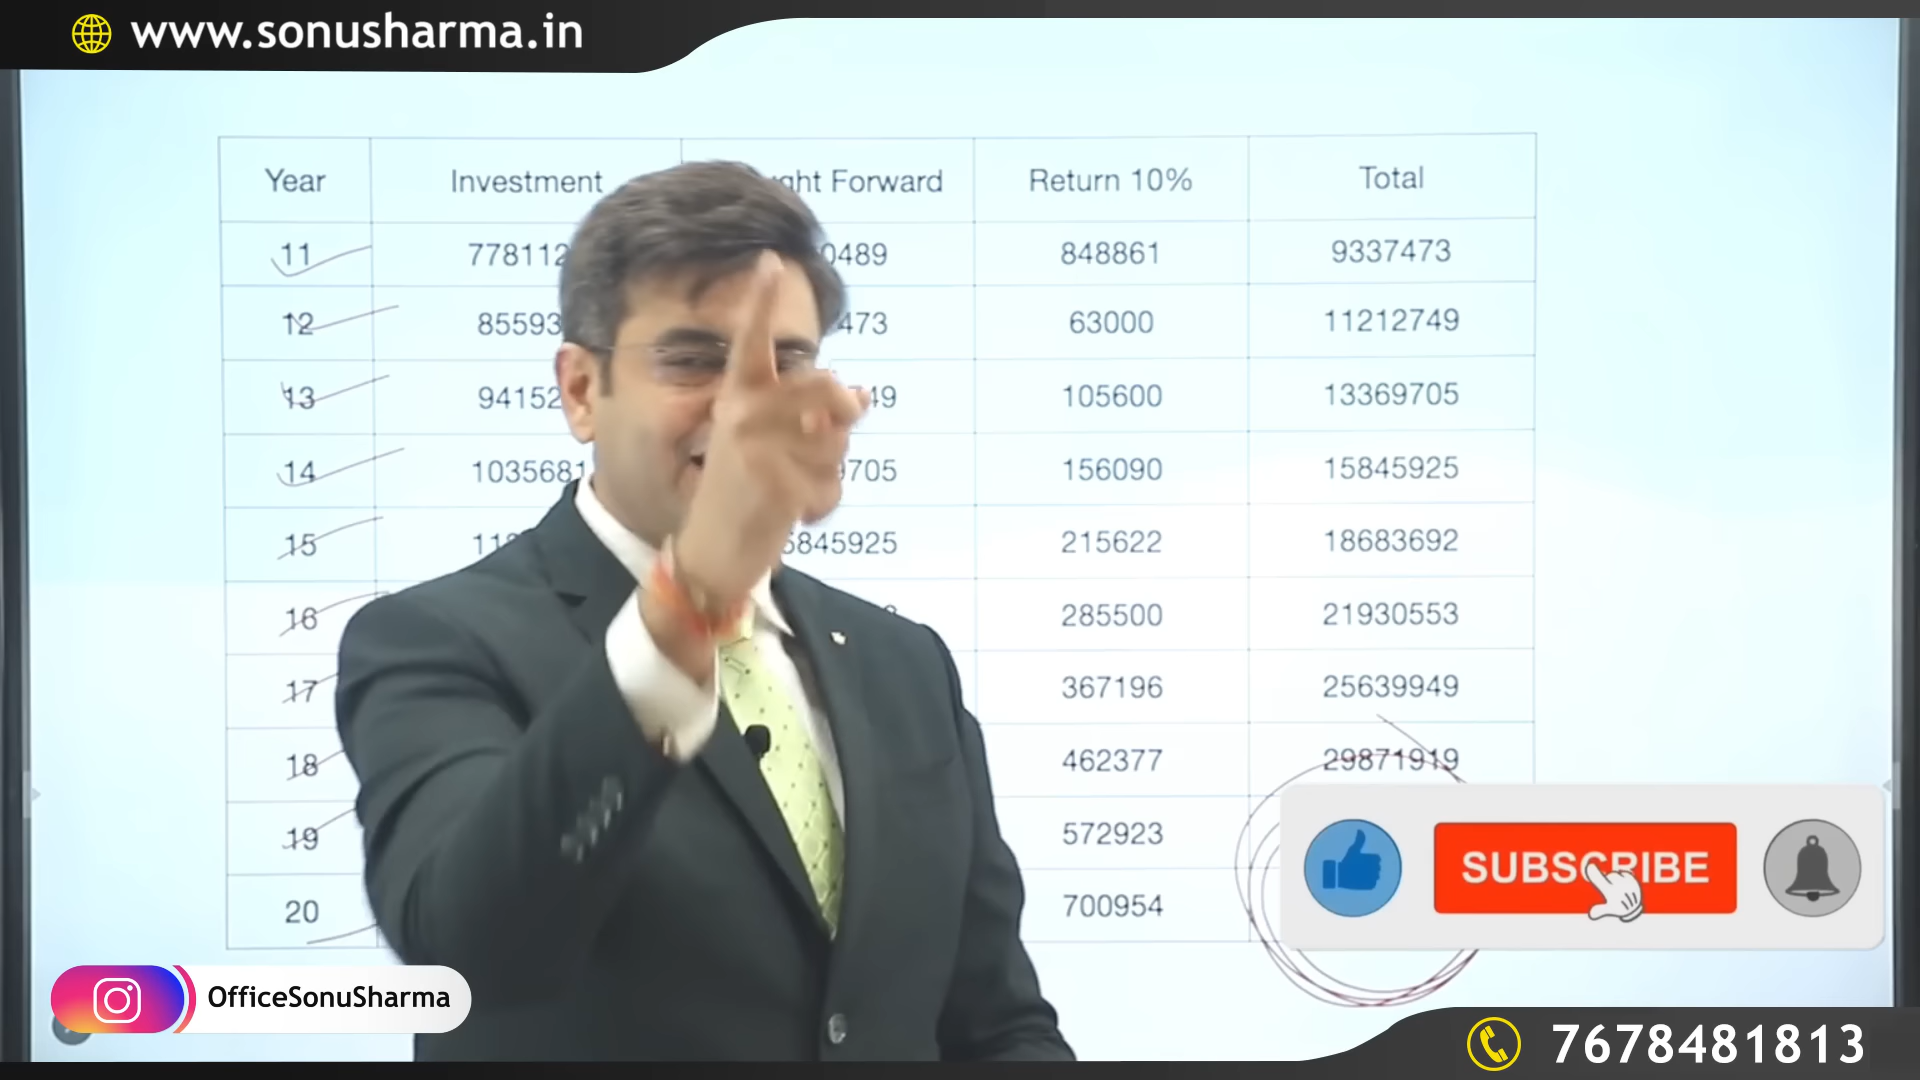 www.sonusharma.in
Year Investment Forward Return 10% Total
11 848861 9337473
12 63000 11212749
13 105600 13369705
14 1035681 156090 15845925
15 215622 18683692
16 285500 21930553
17 367196 25639949
18 462377 29871919
19 572923
20 700954
SUBSCRIBE
OfficeSonuSharma
7678481813